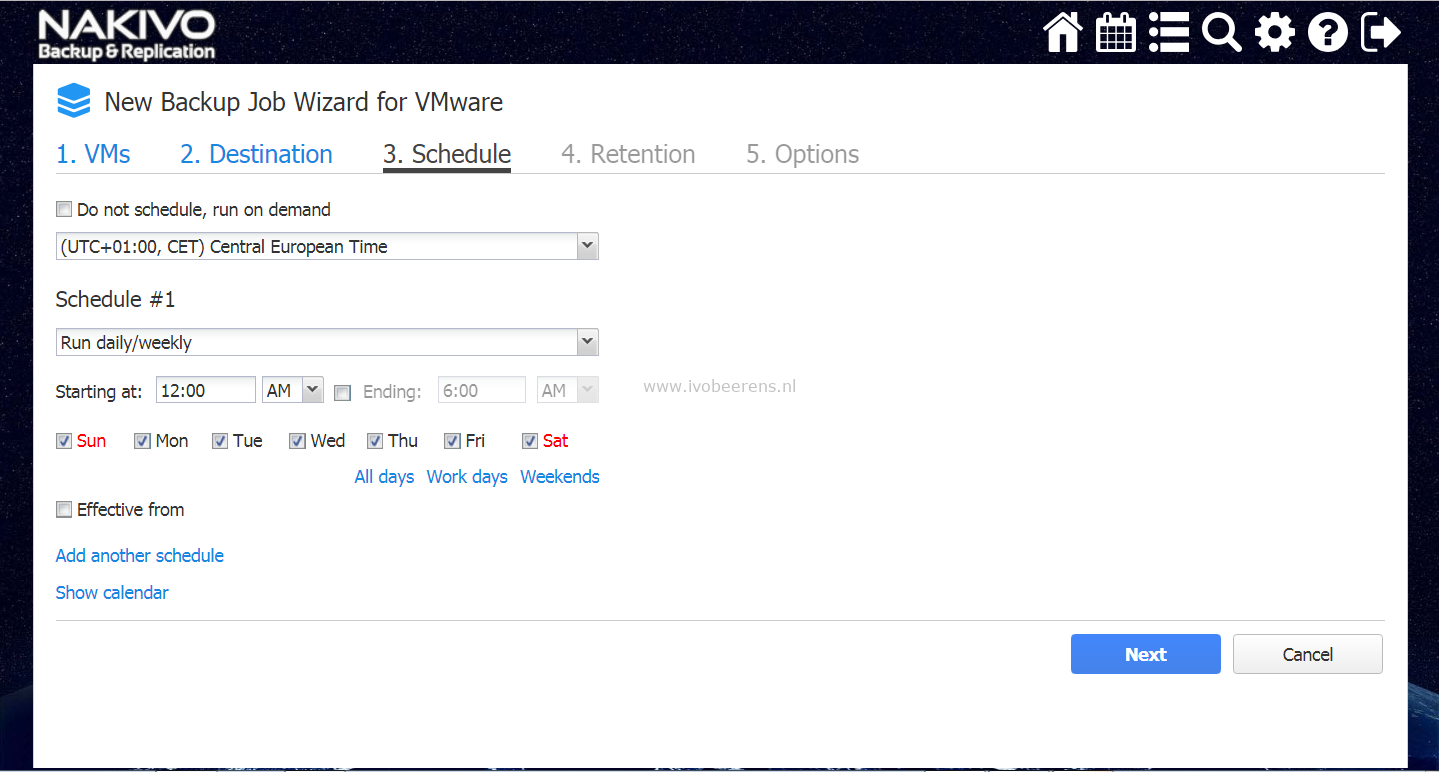 NAKIVO
Backup & Replication
New Backup Job Wizard for VMware
1. VMs 2. Destination 3. Schedule 4. Retention 5. Options
Do not schedule, run on demand
(UTC+01:00, CET) Central European Time
Schedule #1
Run daily/weekly
Starting at: 12:00 AM Ending: 6:00 AM
www.ivobeerens.nl
Sun Mon Tue Wed Thu Fri Sat
All days Work days Weekends
Effective from
Add another schedule
Show calendar
Next Cancel